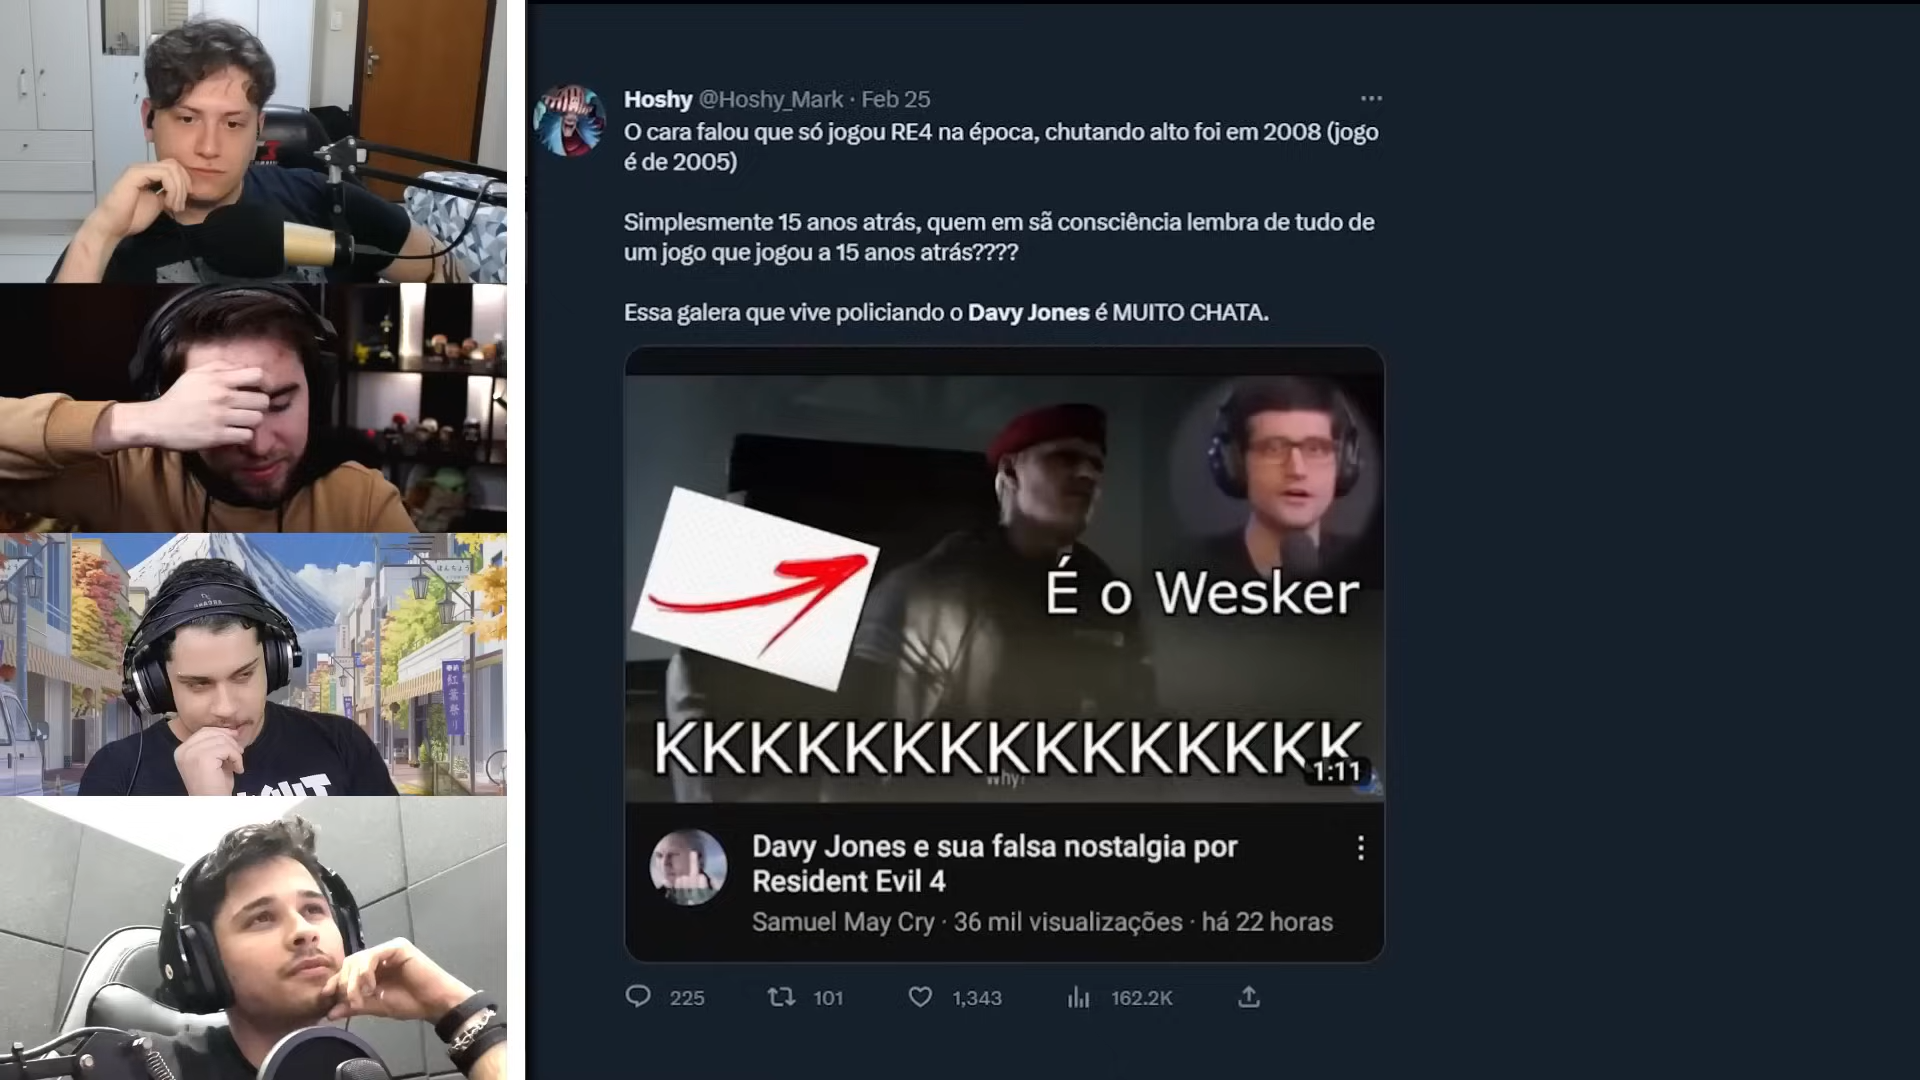 Hoshy @Hoshy_Mark · Feb 25
O cara falou que só jogou RE4 na época, chutando alto foi em 2008 (jogo
é de 2005)
Simplesmente 15 anos atrás, quem em sã consciência lembra de tudo de
um jogo que jogou a 15 anos atrás????
Essa galera que vive policiando o Davy Jones é MUITO CHATA.
É o Wesker
KKKKKKKKKKKKKKK
Why?
1:11
Davy Jones e sua falsa nostalgia por
Resident Evil 4
Samuel May Cry · 36 mil visualizações · há 22 horas
225 101 1,343 162.2K